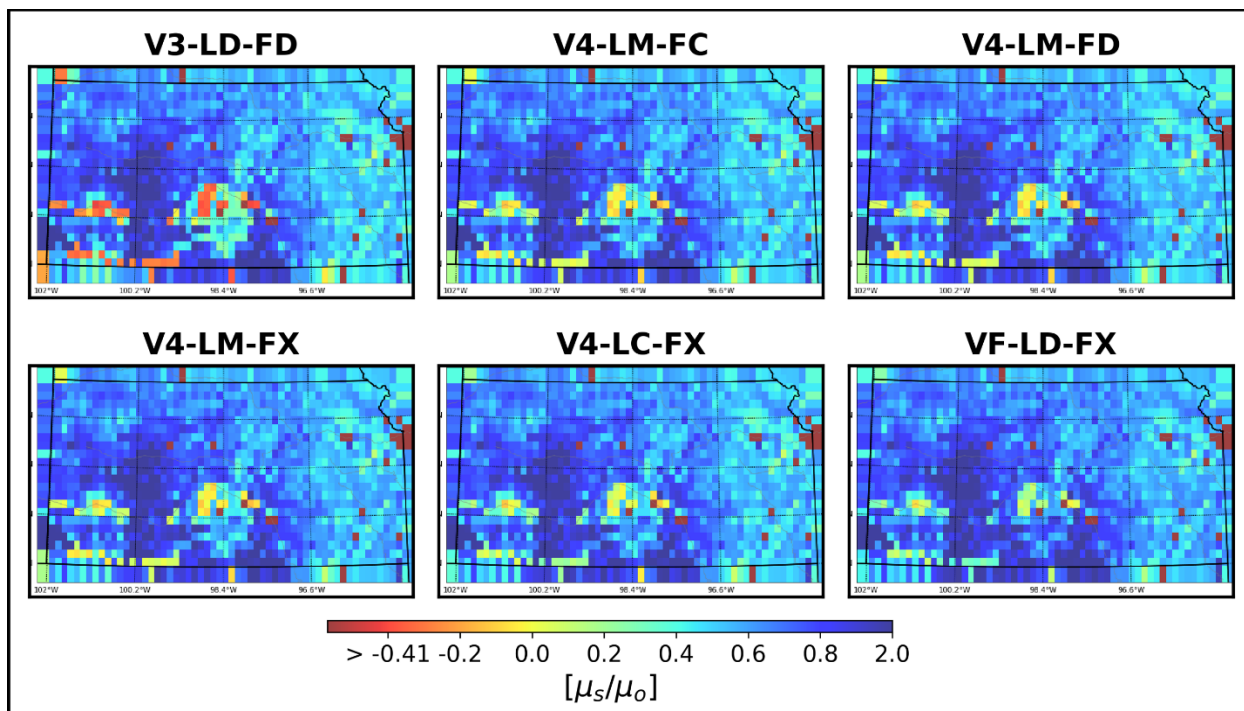 V3-LD-FD V4-LM-FC V4-LM-FD
102°W 100.2°W 98.4°W 96.6°W 102°W 100.2°W 98.4°W 96.6°W 102°W 100.2°W 98.4°W 96.6°W
V4-LM-FX V4-LC-FX VF-LD-FX
102°W 100.2°W 98.4°W 96.6°W 102°W 100.2°W 98.4°W 96.6°W 102°W 100.2°W 98.4°W 96.6°W
> -0.41 -0.2 0.0 0.2 0.4 0.6 0.8 2.0
[μs/μo]